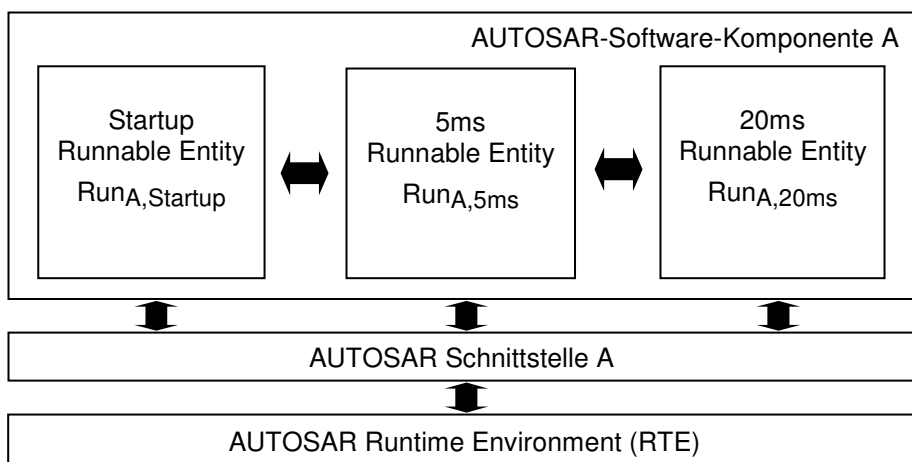 AUTOSAR-Software-Komponente A
Startup
Runnable Entity
RunA,Startup
5ms
Runnable Entity
RunA,5ms
20ms
Runnable Entity
RunA,20ms
AUTOSAR Schnittstelle A
AUTOSAR Runtime Environment (RTE)